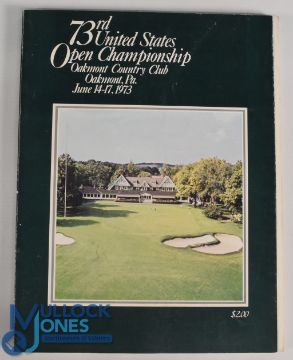 73rd
United States
Open Championship
Oakmont Country Club
Oakmont, Pa.
June 14-17, 1973
$2.00
MULLOCK
JONES